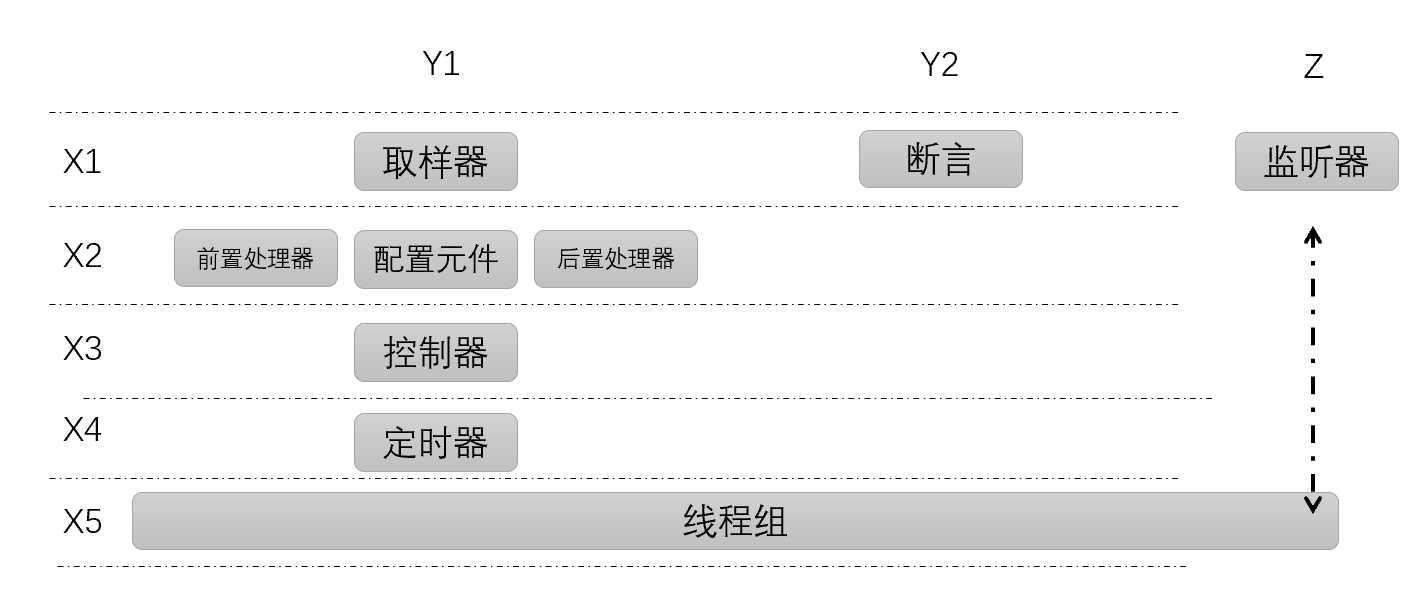 Y1 Y2 Z
X1 取样器 断言 监听器
X2 前置处理器 配置元件 后置处理器
X3 控制器
X4 定时器
X5 线程组